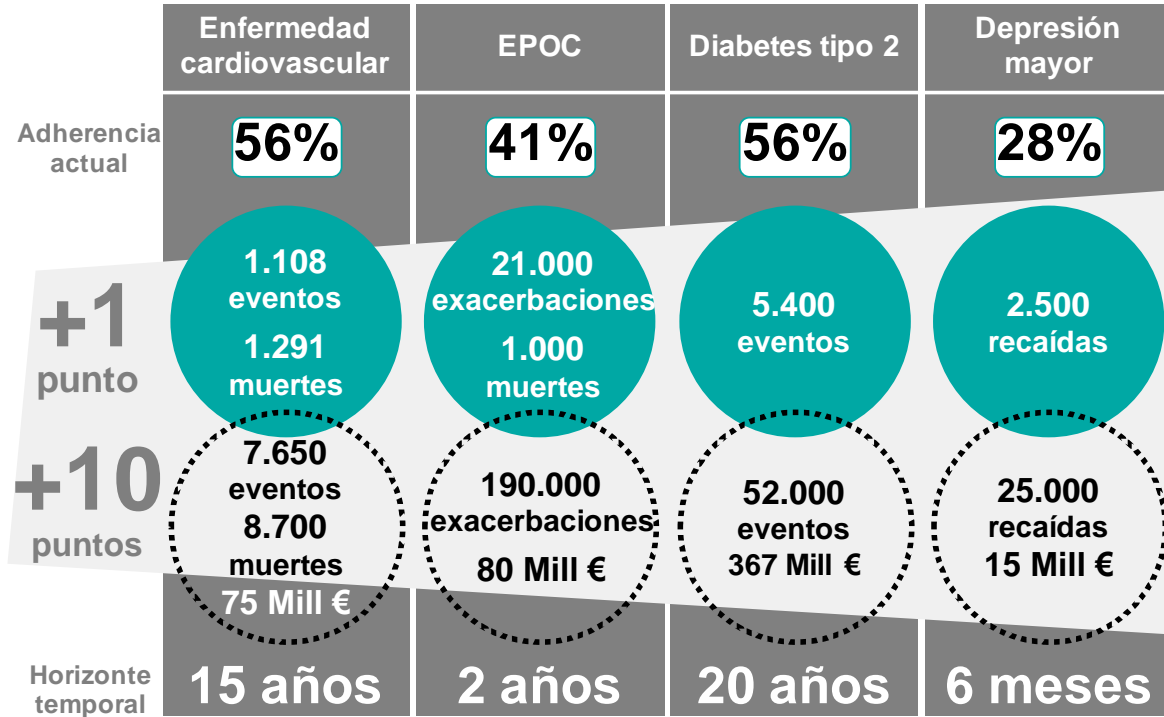 Enfermedad
cardiovascular
EPOC
Diabetes tipo 2
Depresión
mayor
Adherencia
actual
56%
41%
56%
28%
+1
punto
1.108
eventos
1.291
muertes
21.000
exacerbaciones
1.000
muertes
5.400
eventos
2.500
recaídas
+10
puntos
7.650
eventos
8.700
muertes
75 Mill €
190.000
exacerbaciones
80 Mill €
52.000
eventos
367 Mill €
25.000
recaídas
15 Mill €
Horizonte
temporal
15 años
2 años
20 años
6 meses